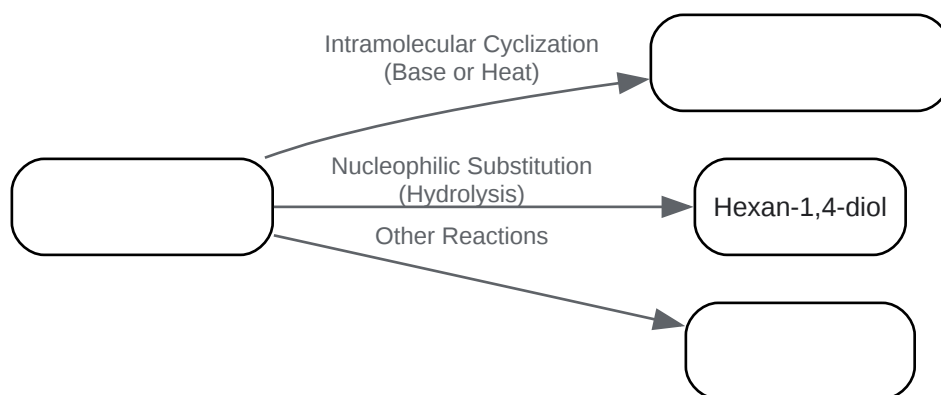 Intramolecular Cyclization
(Base or Heat)
Nucleophilic Substitution
(Hydrolysis)
Hexan-1,4-diol
Other Reactions